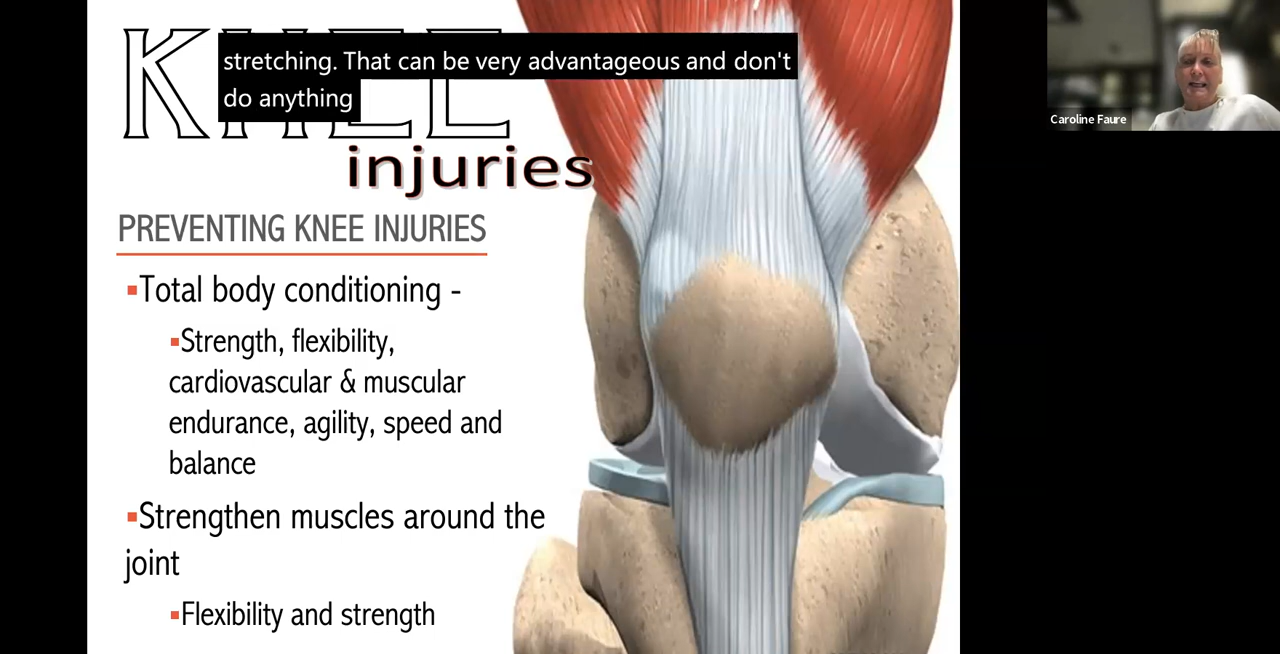 KNEE
stretching. That can be very advantageous and don't
do anything
injuries
Caroline Faure
PREVENTING KNEE INJURIES
▪Total body conditioning -
▪Strength, flexibility,
cardiovascular & muscular
endurance, agility, speed and
balance
▪Strengthen muscles around the
joint
▪Flexibility and strength